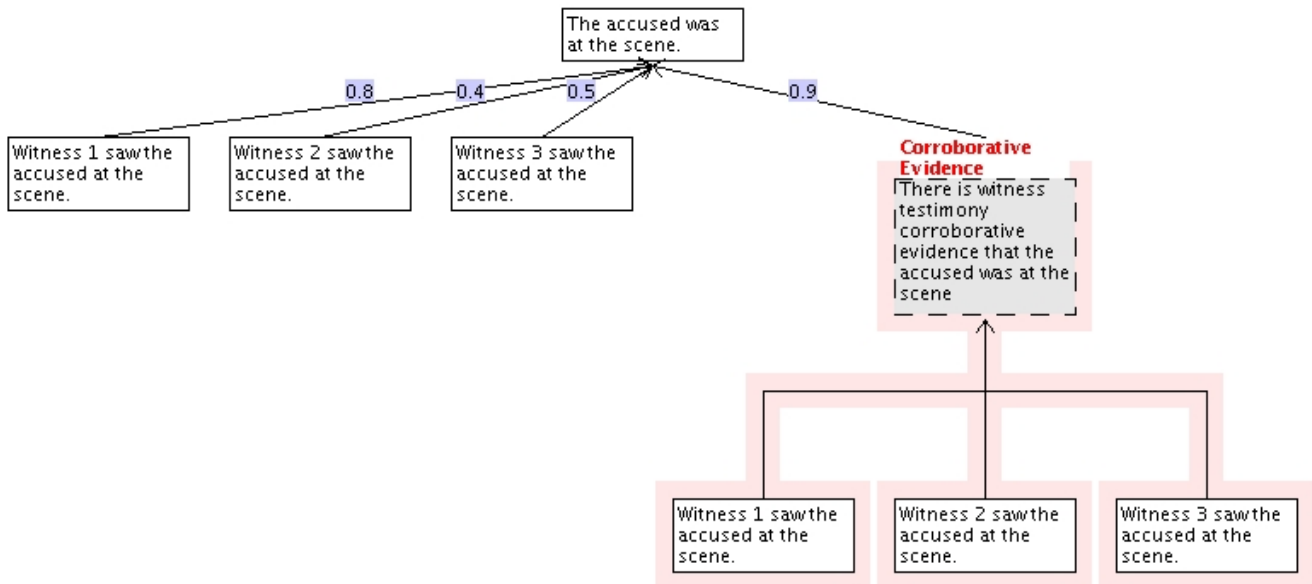 The accused was
at the scene.
0.8
0.4
0.5
0.9
Witness 1 saw the
accused at the
scene.
Witness 2 saw the
accused at the
scene.
Witness 3 saw the
accused at the
scene.
Corroborative
Evidence
There is witness
testimony
corroborative
evidence that the
accused was at the
scene
Witness 1 saw the
accused at the
scene.
Witness 2 saw the
accused at the
scene.
Witness 3 saw the
accused at the
scene.